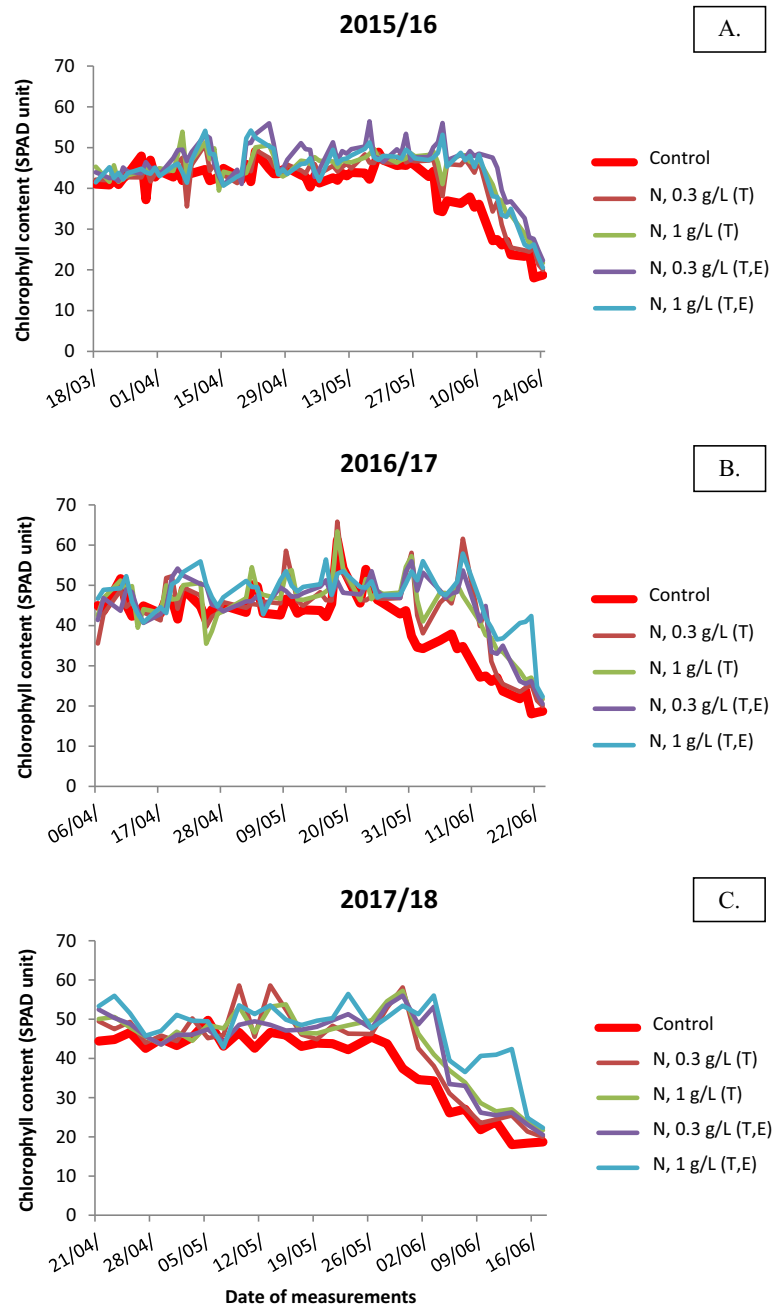 2015/16
A.
Chlorophyll content (SPAD unit)
70
60
50
40
30
20
10
0
18/03/
01/04/
15/04/
29/04/
13/05/
27/05/
10/06/
24/06/
Control
N, 0.3 g/L (T)
N, 1 g/L (T)
N, 0.3 g/L (T,E)
N, 1 g/L (T,E)
2016/17
B.
Chlorophyll content (SPAD unit)
70
60
50
40
30
20
10
0
06/04/
17/04/
28/04/
09/05/
20/05/
31/05/
11/06/
22/06/
Control
N, 0.3 g/L (T)
N, 1 g/L (T)
N, 0.3 g/L (T,E)
N, 1 g/L (T,E)
2017/18
C.
Chlorophyll content (SPAD unit)
70
60
50
40
30
20
10
0
21/04/
28/04/
05/05/
12/05/
19/05/
26/05/
02/06/
09/06/
16/06/
Control
N, 0.3 g/L (T)
N, 1 g/L (T)
N, 0.3 g/L (T,E)
N, 1 g/L (T,E)
Date of measurements